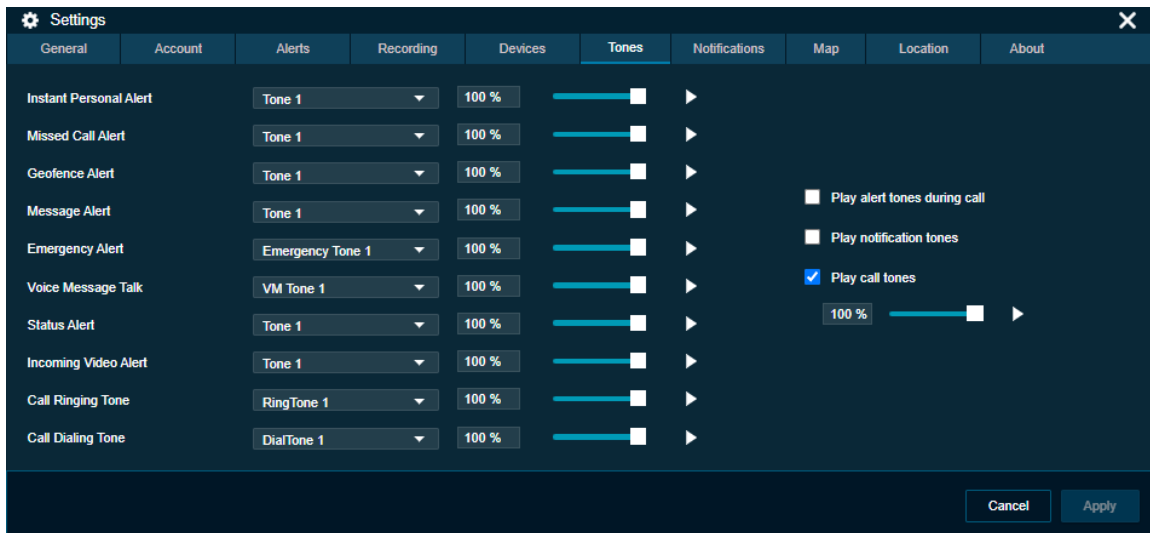 Settings
General Account Alerts Recording Devices Tones Notifications Map Location About
Instant Personal Alert Tone 1 100 %
Missed Call Alert Tone 1 100 %
Geofence Alert Tone 1 100 %
Message Alert Tone 1 100 %
Emergency Alert Emergency Tone 1 100 %
Voice Message Talk VM Tone 1 100 %
Status Alert Tone 1 100 %
Incoming Video Alert Tone 1 100 %
Call Ringing Tone RingTone 1 100 %
Call Dialing Tone DialTone 1 100 %
Play alert tones during call
Play notification tones
Play call tones
100 %
Cancel Apply